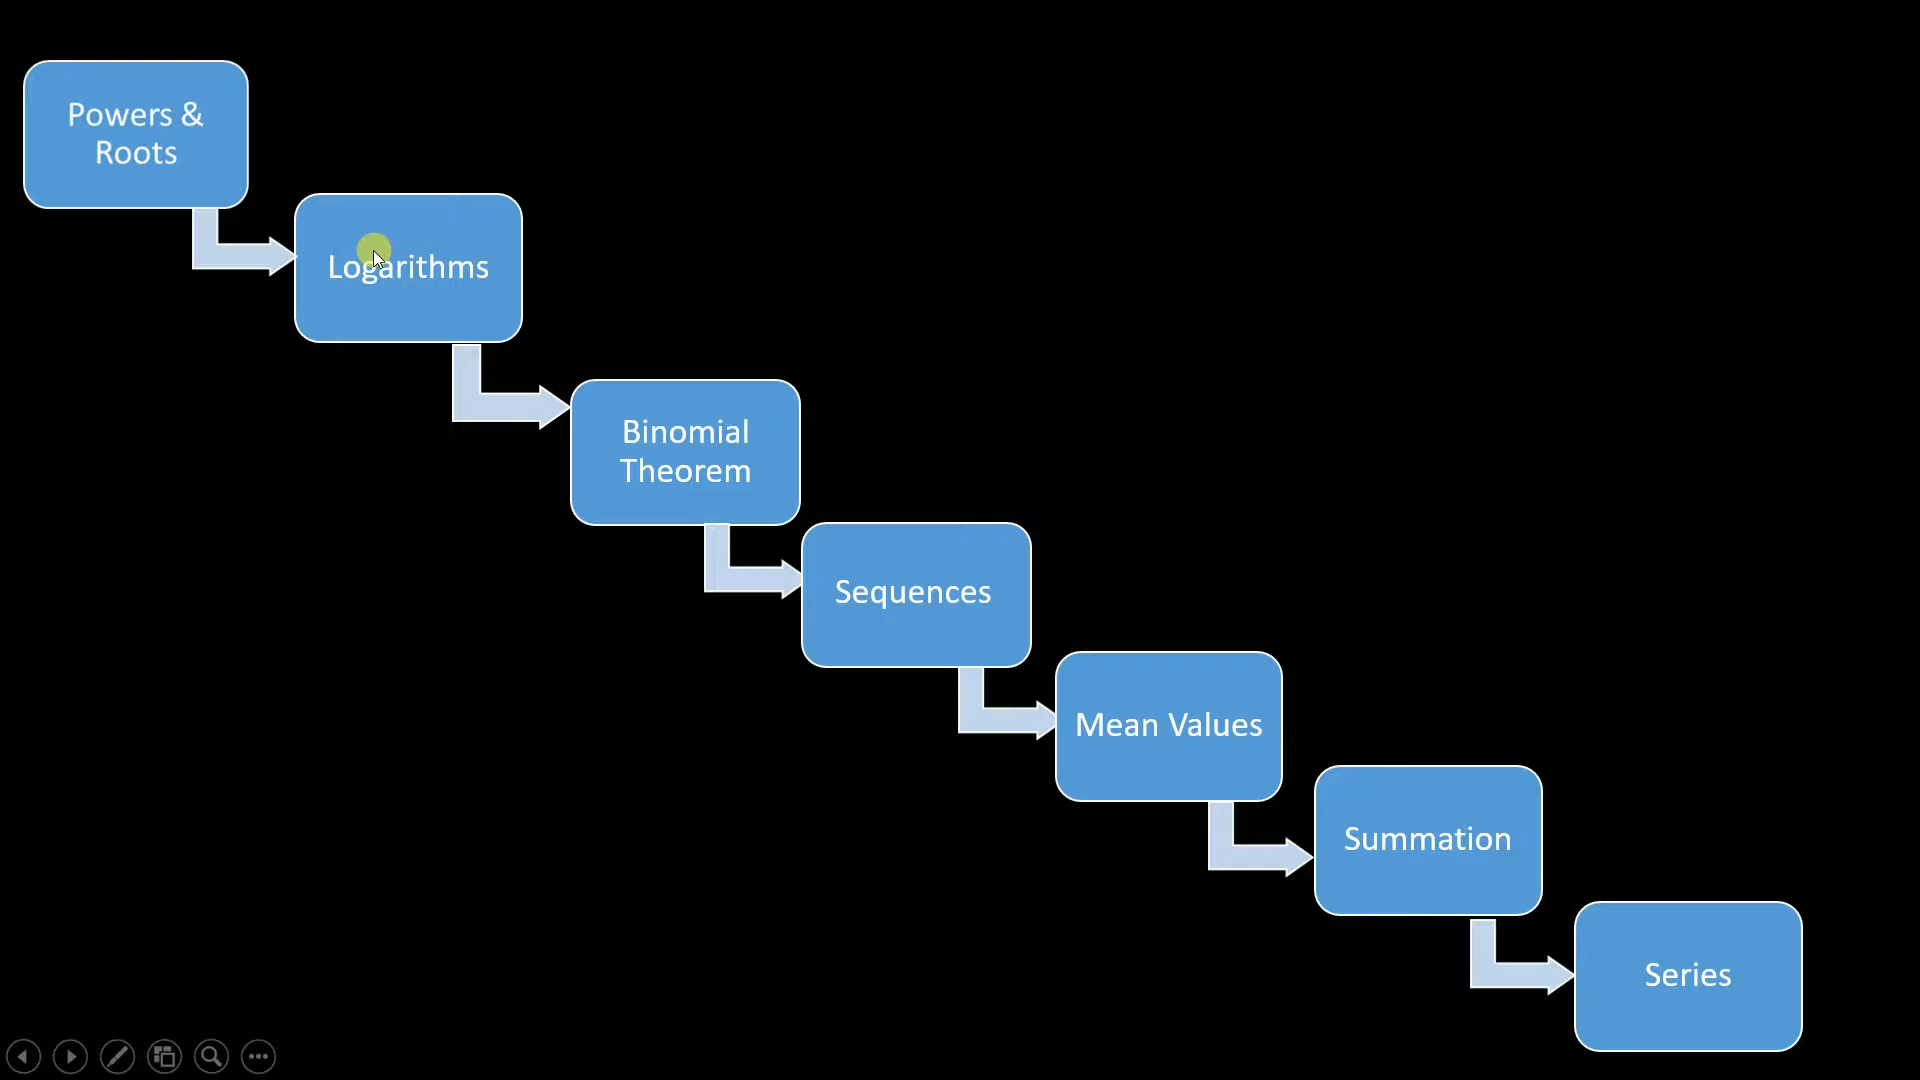 Powers &
Roots
Logarithms
Binomial
Theorem
Sequences
Mean Values
Summation
Series